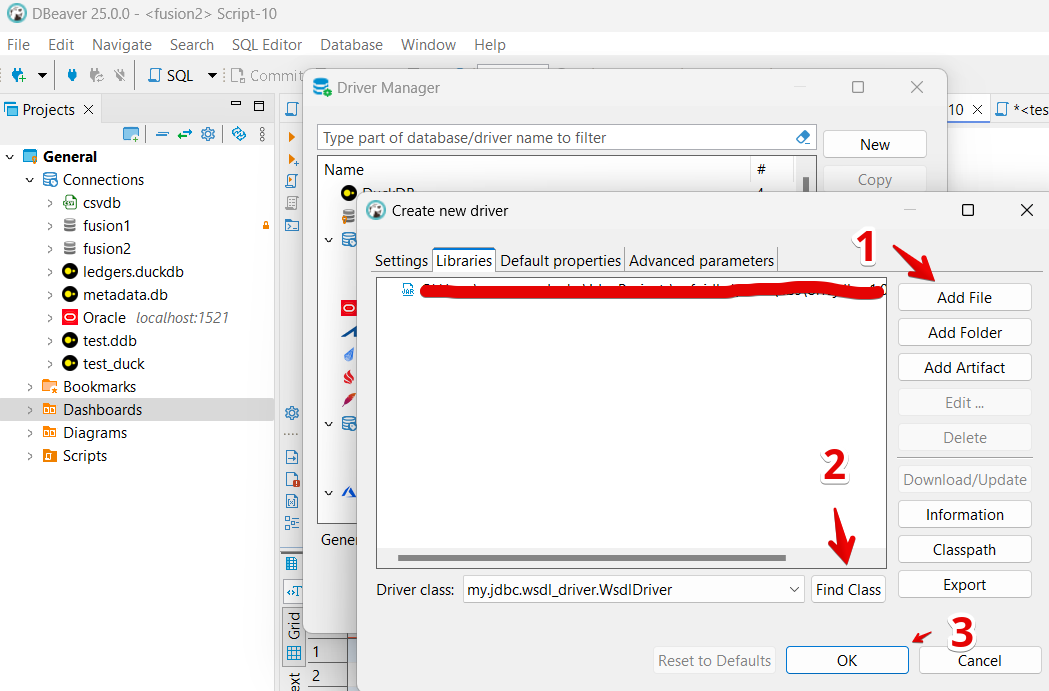 DBeaver 25.0.0 - <fusion2> Script-10
File Edit Navigate Search SQL Editor Database Window Help
SQL Commit
Projects
General
Connections
csvdb
fusion1
fusion2
ledgers.duckdb
metadata.db
Oracle localhost:1521
test.ddb
test_duck
Bookmarks
Dashboards
Diagrams
Scripts
10 *<tes
Driver Manager
Type part of database/driver name to filter
New
Copy
Name #
DuckDB
Gener
Create new driver
Settings Libraries Default properties Advanced parameters
JAR
1
Add File
Add Folder
Add Artifact
Edit ...
Delete
Download/Update
Information
Classpath
Export
2
Driver class: my.jdbc.wsdl_driver.WsdlDriver Find Class
3
Reset to Defaults OK Cancel
Grid
ext
1
2